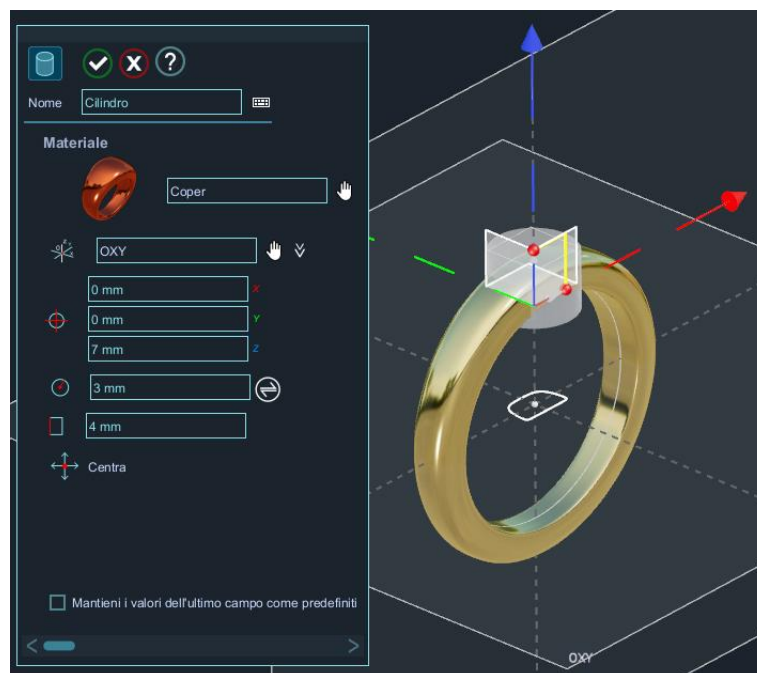 ?
Nome Cilindro
Materiale
Coper
OXY
0 mm X
0 mm Y
7 mm Z
3 mm
4 mm
Centra
Mantieni i valori dell'ultimo campo come predefiniti
OXY